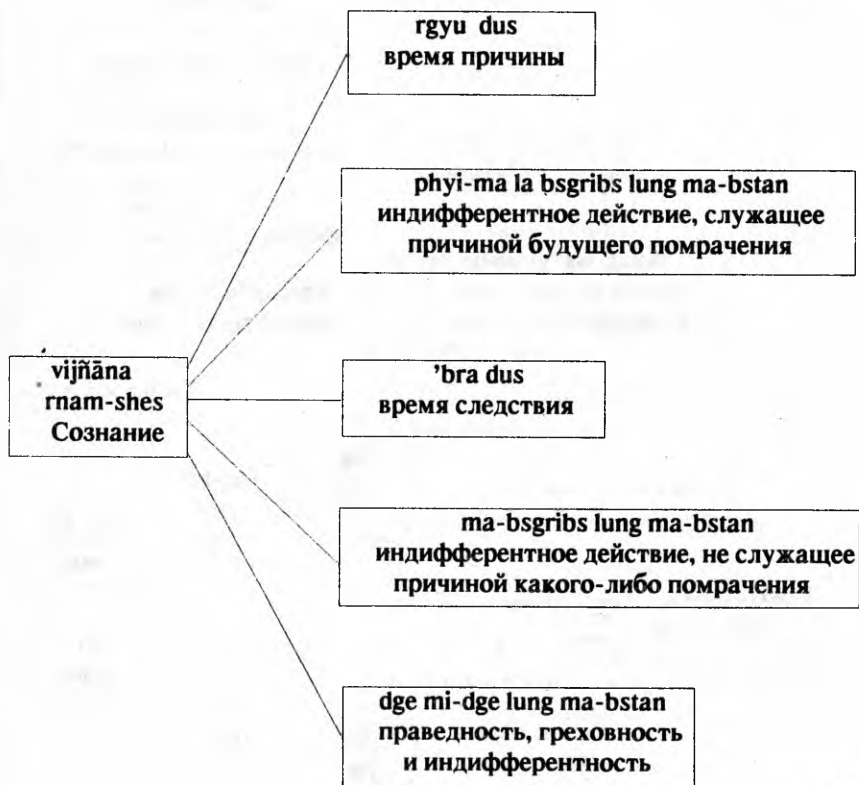 rgyu dus
время причины
phyi-ma la bsgribs lung ma-bstan
индифферентное действие, служащее
причиной будущего помрачения
vijñāna
rnam-shes
Сознание
'bra dus
время следствия
ma-bsgribs lung ma-bstan
индифферентное действие, не служащее
причиной какого-либо помрачения
dge mi-dge lung ma-bstan
праведность, греховность
и индифферентность